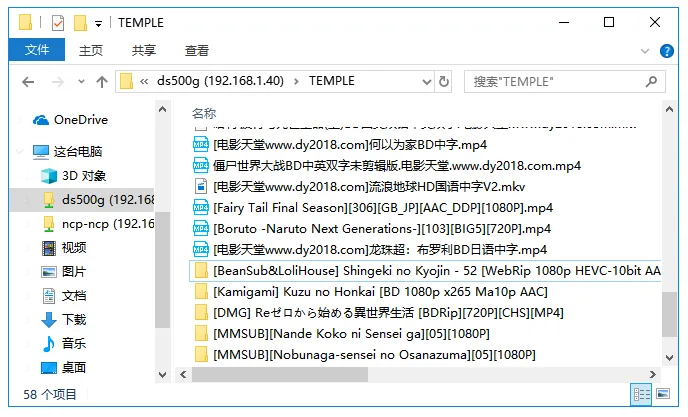 TEMPLE
文件 主页 共享 查看
« ds500g (192.168.1.40) > TEMPLE
搜索"TEMPLE"
OneDrive
这台电脑
3D 对象
ds500g (192.168
ncp-ncp (192.16
视频
图片
文档
下载
音乐
桌面
名称
[电影天堂www.dy2018.com]何以为家BD中字.mp4
僵尸世界大战BD中英双字未剪辑版.电影天堂.www.dy2018.com.mp4
[电影天堂www.dy2018.com]流浪地球HD国语中字V2.mkv
[Fairy Tail Final Season][306][GB_JP][AAC_DDP][1080P].mp4
[Boruto -Naruto Next Generations-][103][BIG5][720P].mp4
[电影天堂www.dy2018.com]龙珠超：布罗利BD日语中字.mp4
[BeanSub&LoliHouse] Shingeki no Kyojin - 52 [WebRip 1080p HEVC-10bit AA
[Kamigami] Kuzu no Honkai [BD 1080p x265 Ma10p AAC]
[DMG] Reゼロから始める異世界生活 [BDRip][720P][CHS][MP4]
[MMSUB][Nande Koko ni Sensei ga][05][1080P]
[MMSUB][Nobunaga-sensei no Osanazuma][05][1080P]
58 个项目